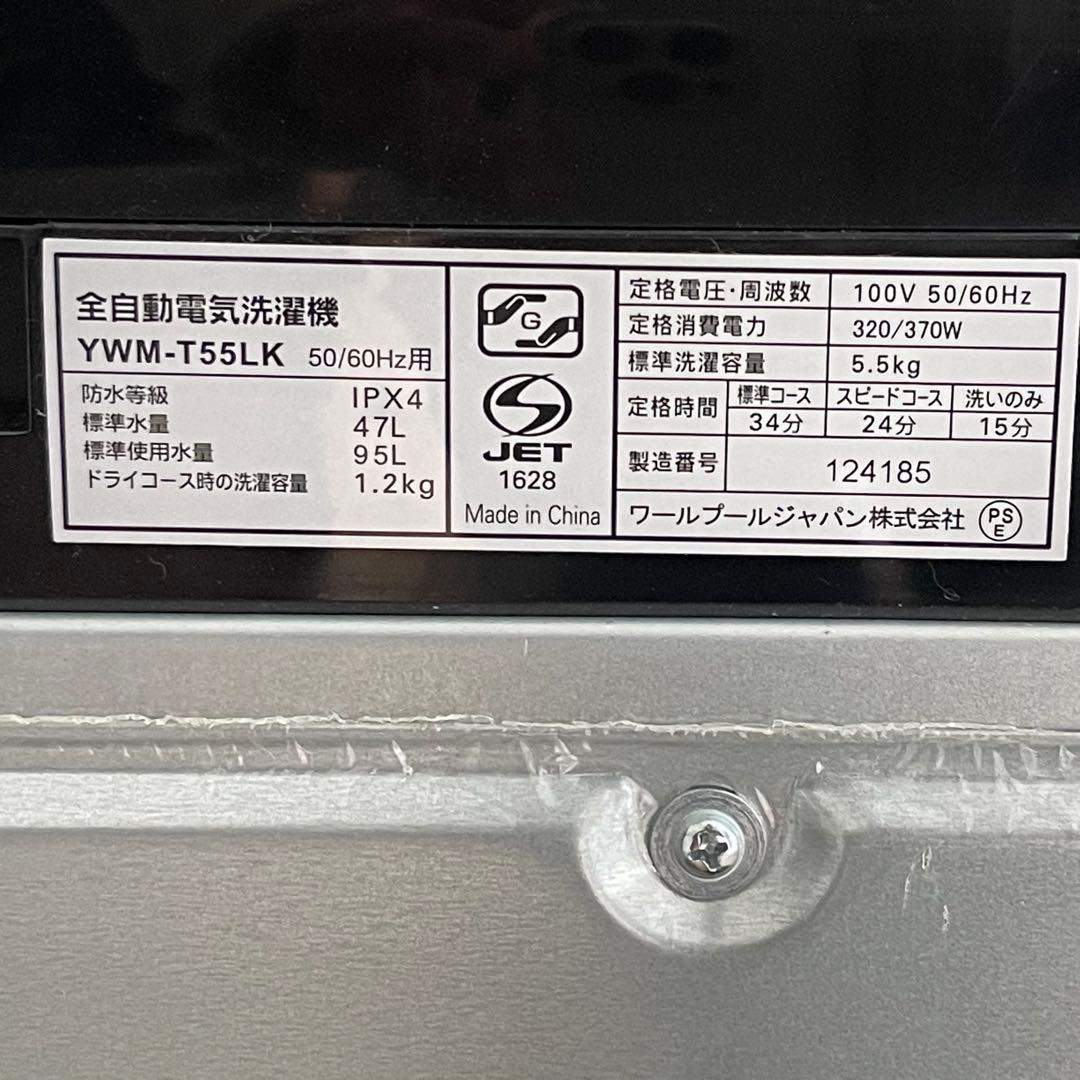 全自動電気洗濯機
YWM-T55LK 50/60Hz用
防水等級 IPX4
標準水量 47L
標準使用水量 95L
ドライコース時の洗濯容量 1.2kg
G
JET
1628
Made in China
定格電圧・周波数 100V 50/60Hz
定格消費電力 320/370W
標準洗濯容量 5.5kg
定格時間 標準コース スピードコース 洗いのみ
34分 24分 15分
製造番号 124185
ワールプールジャパン株式会社 PSE